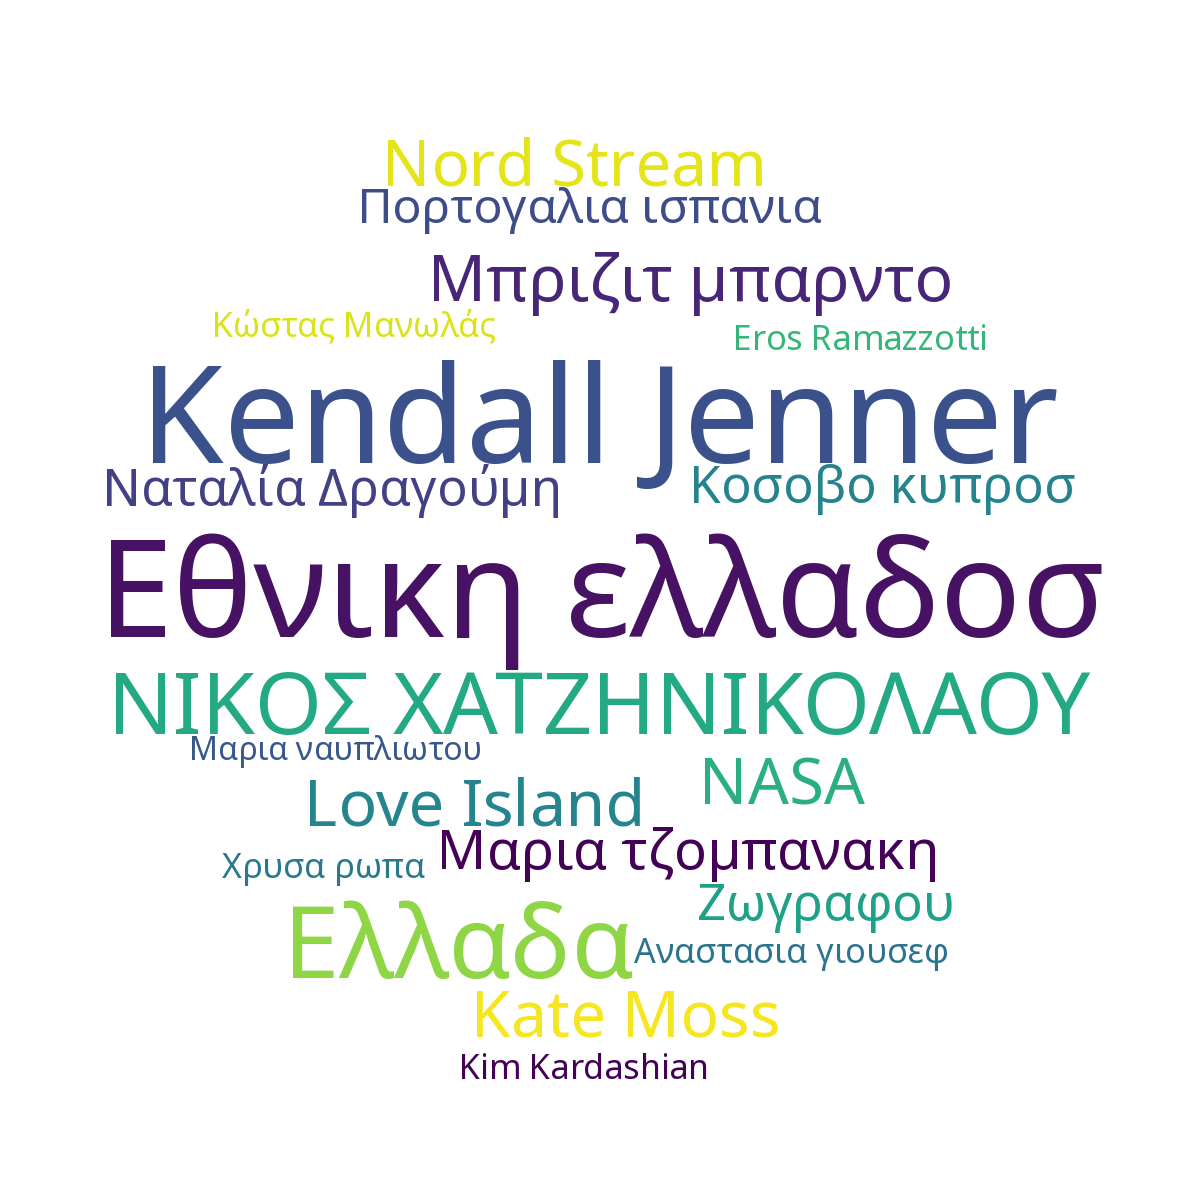 Nord Stream
Πορτογαλια ισπανια
Μπριζιτ μπαρντο
Κώστας Μανωλάς
Eros Ramazzotti
Kendall Jenner
Ναταλία Δραγούμη
Κοσοβο κυπροσ
Εθνικη ελλαδοσ
ΝΙΚΟΣ ΧΑΤΖΗΝΙΚΟΛΑΟΥ
Μαρια ναυπλιωτου
NASA
Love Island
Μαρια τζομπανακη
Χρυσα ρωπα
Ζωγραφου
Ελλαδα
Αναστασια γιουσεφ
Kate Moss
Kim Kardashian